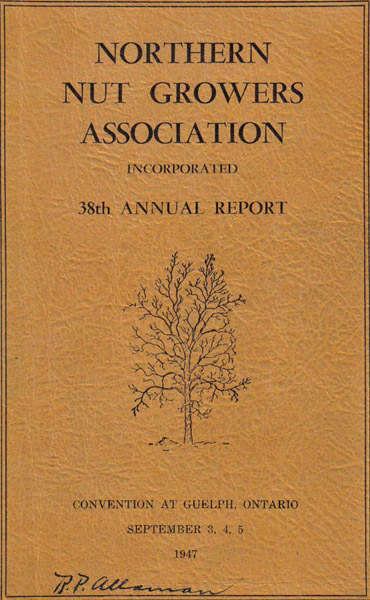 NORTHERN
NUT GROWERS
ASSOCIATION
INCORPORATED
38th ANNUAL REPORT
CONVENTION AT GUELPH, ONTARIO
SEPTEMBER 3, 4, 5
1947
R.P. Allaman